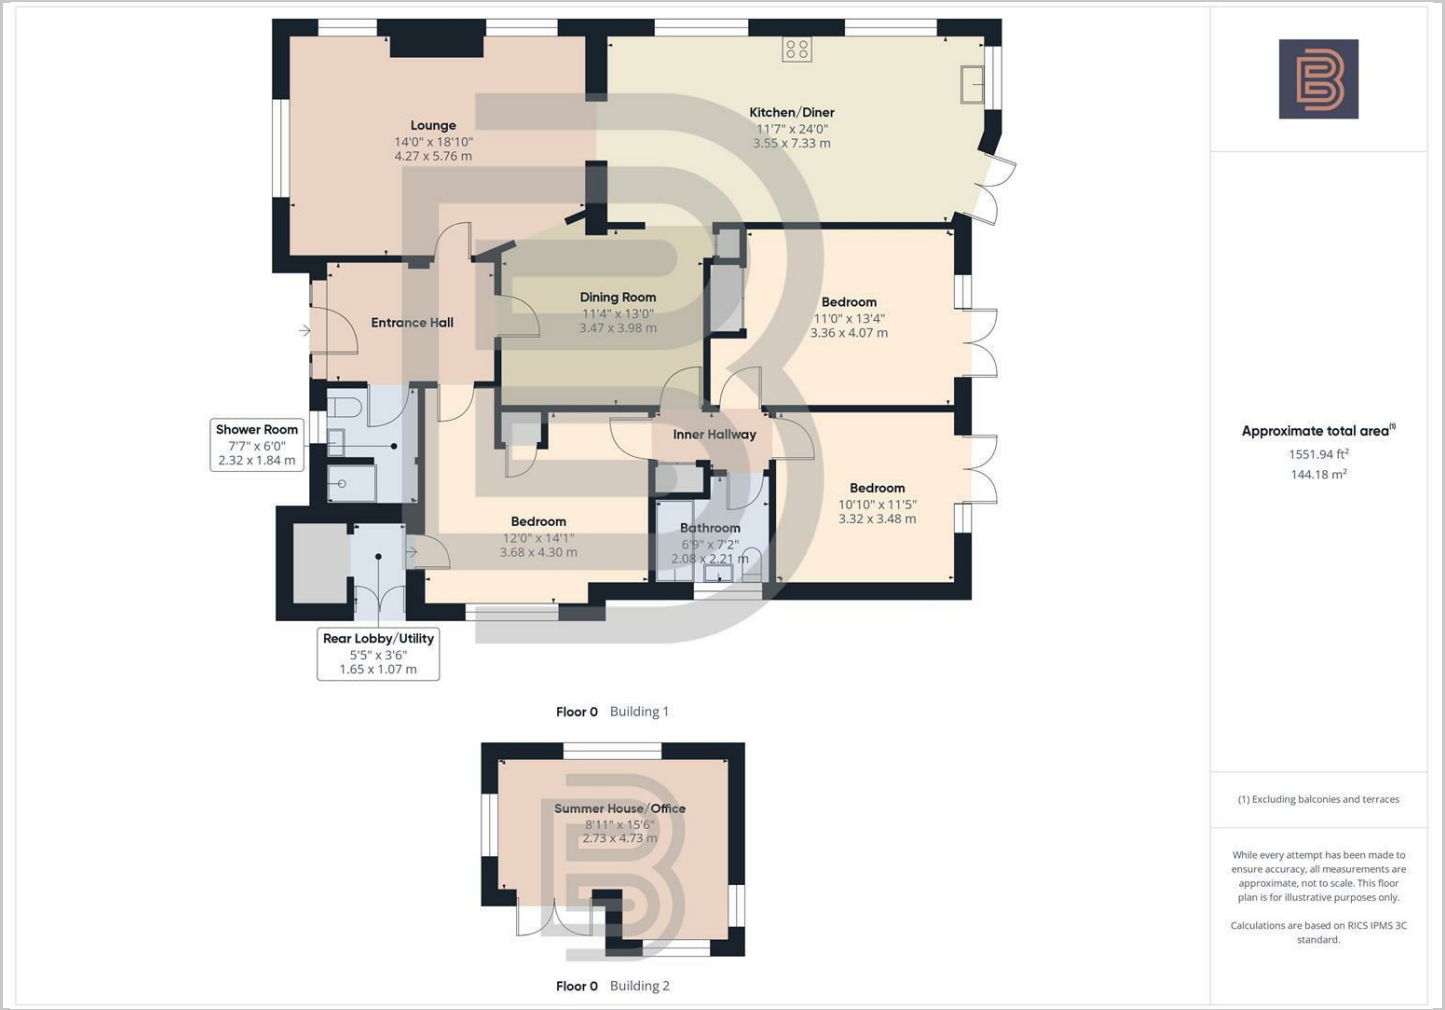 Lounge
14'0" x 18'10"
4.27 x 5.76 m
Kitchen/Diner
11'7" x 24'0"
3.55 x 7.33 m
Dining Room
11'4" x 13'0"
3.47 x 3.98 m
Bedroom
11'0" x 13'4"
3.36 x 4.07 m
Entrance Hall
Shower Room
7'7" x 6'0"
2.32 x 1.84 m
Inner Hallway
Bedroom
12'0" x 14'1"
3.68 x 4.30 m
Bathroom
6'9" x 7'2"
2.08 x 2.21 m
Bedroom
10'10" x 11'5"
3.32 x 3.48 m
Rear Lobby/Utility
5'5" x 3'6"
1.65 x 1.07 m
Floor 0 Building 1
Summer House/Office
8'11" x 15'6"
2.73 x 4.73 m
Floor 0 Building 2
B
Approximate total area⁽¹⁾
1551.94 ft²
144.18 m²
(1) Excluding balconies and terraces
While every attempt has been made to
ensure accuracy, all measurements are
approximate, not to scale. This floor
plan is for illustrative purposes only.
Calculations are based on RICS IPMS 3C
standard.